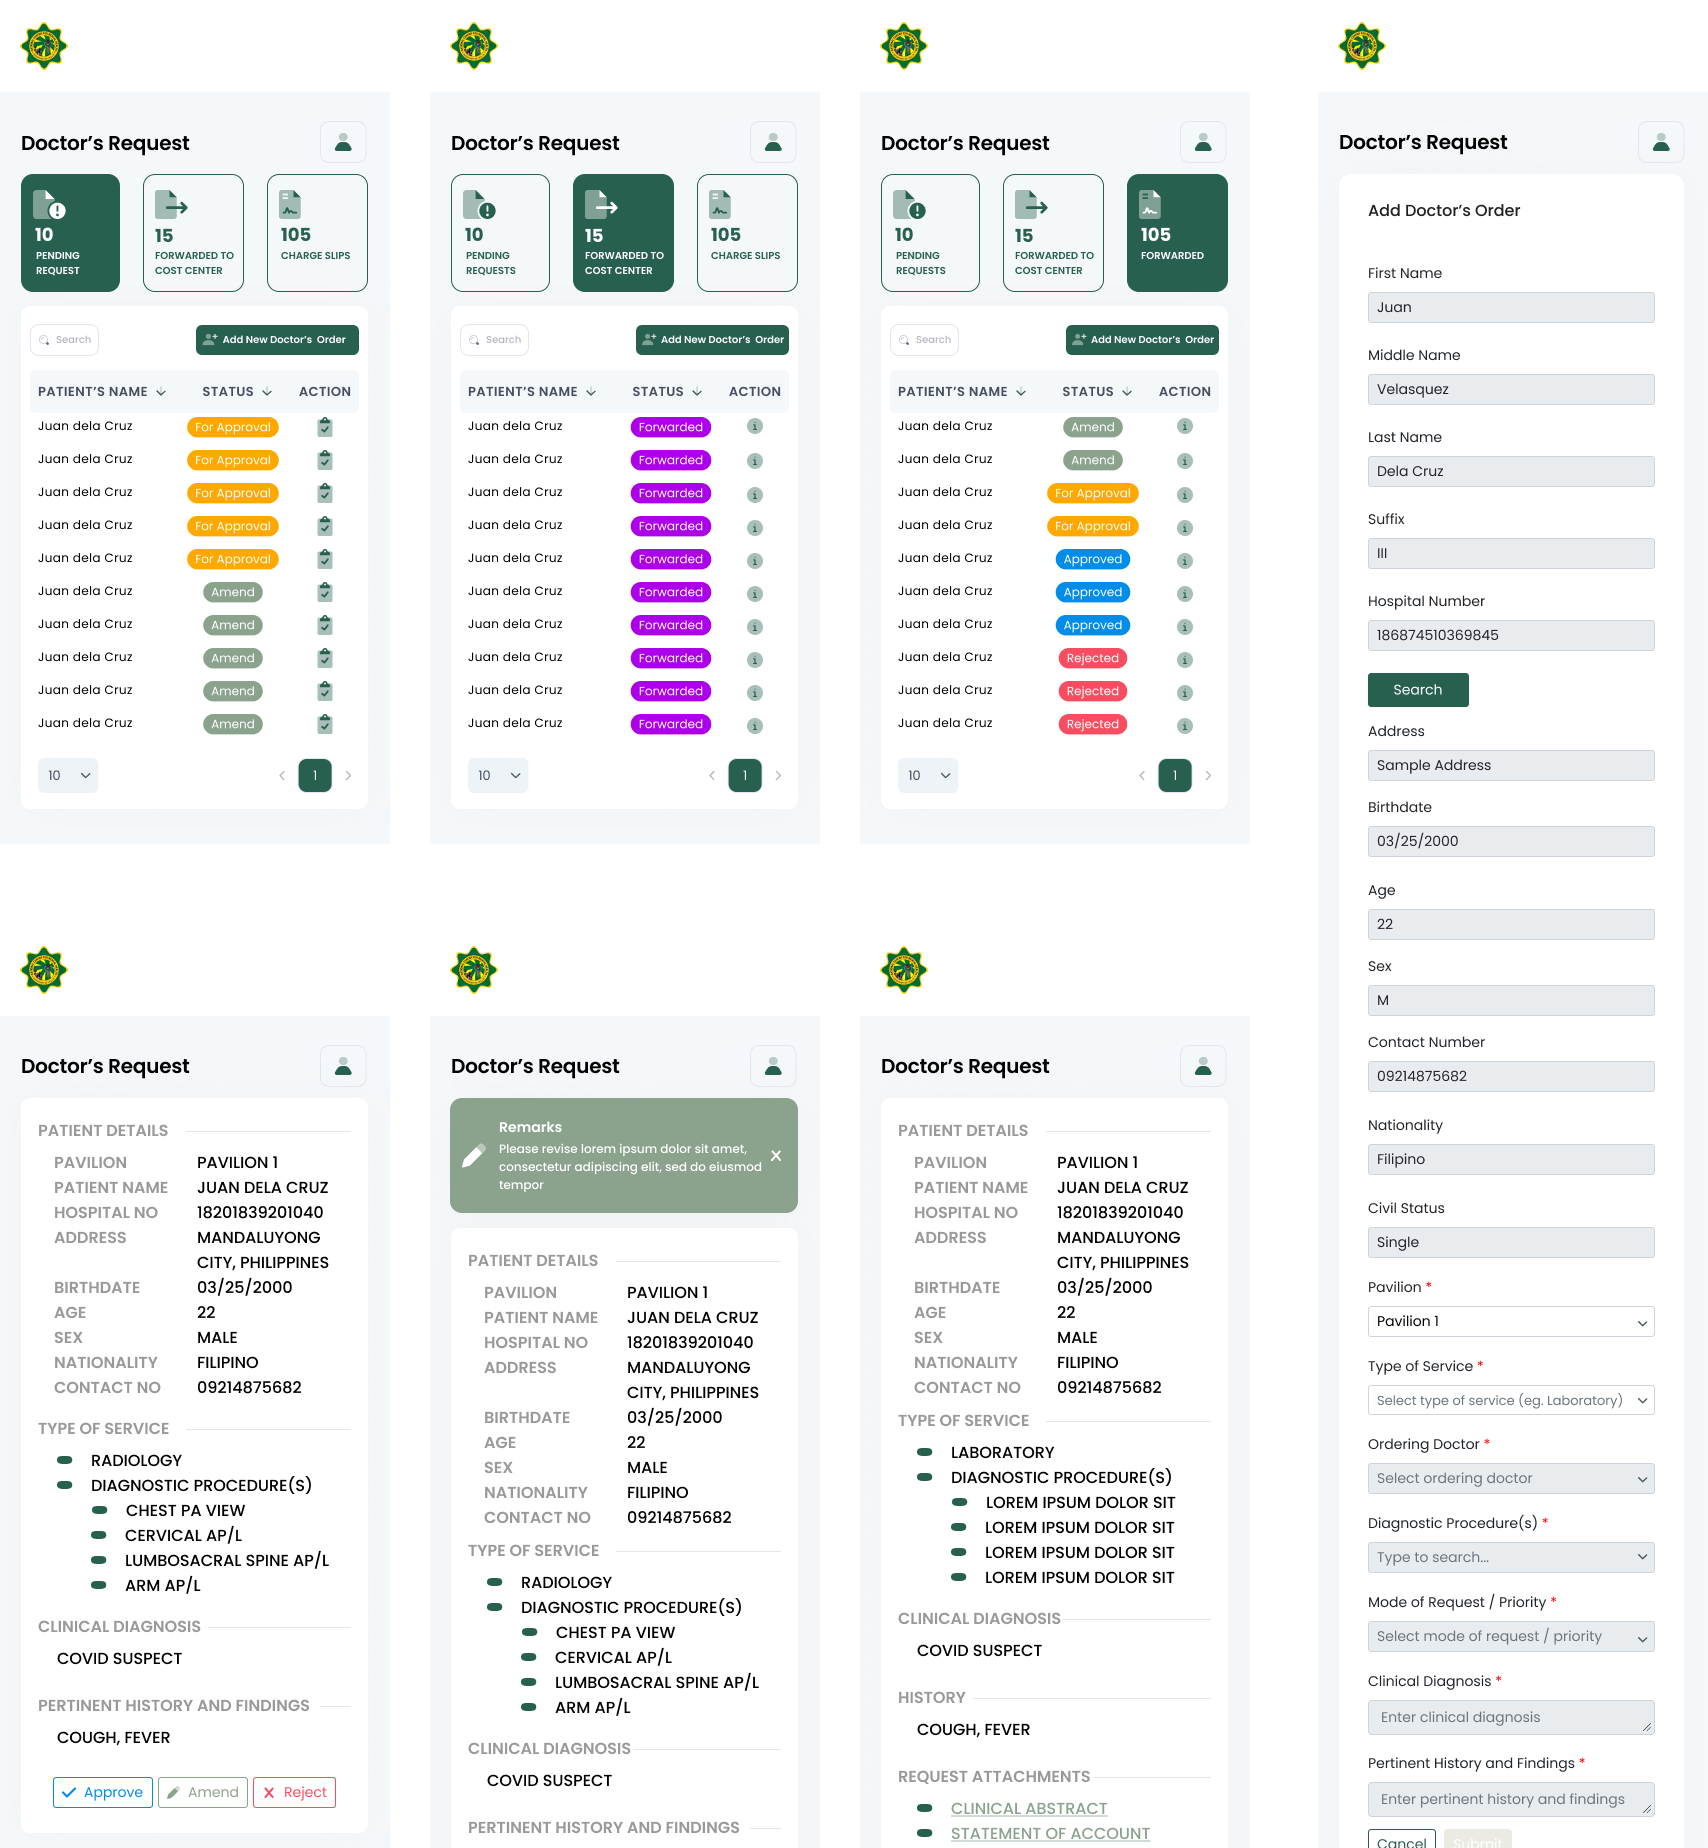 Doctor's Request
10
PENDING
REQUEST
15
FORWARDED TO
COST CENTER
105
CHARGE SLIPS
Search
Add New Doctor's Order
PATIENT'S NAME STATUS ACTION
Juan dela Cruz For Approval
Juan dela Cruz For Approval
Juan dela Cruz For Approval
Juan dela Cruz For Approval
Juan dela Cruz For Approval
Juan dela Cruz Amend
Juan dela Cruz Amend
Juan dela Cruz Amend
Juan dela Cruz Amend
Juan dela Cruz Amend
10
1
Doctor's Request
10
PENDING
REQUESTS
15
FORWARDED TO
COST CENTER
105
CHARGE SLIPS
Search
Add New Doctor's Order
PATIENT'S NAME STATUS ACTION
Juan dela Cruz Forwarded
Juan dela Cruz Forwarded
Juan dela Cruz Forwarded
Juan dela Cruz Forwarded
Juan dela Cruz Forwarded
Juan dela Cruz Forwarded
Juan dela Cruz Forwarded
Juan dela Cruz Forwarded
Juan dela Cruz Forwarded
Juan dela Cruz Forwarded
10
1
Doctor's Request
10
PENDING
REQUESTS
15
FORWARDED TO
COST CENTER
105
FORWARDED
Search
Add New Doctor's Order
PATIENT'S NAME STATUS ACTION
Juan dela Cruz Amend
Juan dela Cruz Amend
Juan dela Cruz For Approval
Juan dela Cruz For Approval
Juan dela Cruz Approved
Juan dela Cruz Approved
Juan dela Cruz Approved
Juan dela Cruz Rejected
Juan dela Cruz Rejected
Juan dela Cruz Rejected
10
1
Doctor's Request
PATIENT DETAILS
PAVILION PAVILION 1
PATIENT NAME JUAN DELA CRUZ
HOSPITAL NO 18201839201040
ADDRESS MANDALUYONG
CITY, PHILIPPINES
BIRTHDATE 03/25/2000
AGE 22
SEX MALE
NATIONALITY FILIPINO
CONTACT NO 09214875682
TYPE OF SERVICE
RADIOLOGY
DIAGNOSTIC PROCEDURE(S)
CHEST PA VIEW
CERVICAL AP/L
LUMBOSACRAL SPINE AP/L
ARM AP/L
CLINICAL DIAGNOSIS
COVID SUSPECT
PERTINENT HISTORY AND FINDINGS
COUGH, FEVER
Approve Amend Reject
Doctor's Request
Remarks
Please revise lorem ipsum dolor sit amet,
consectetur adipiscing elit, sed do eiusmod
tempor
PATIENT DETAILS
PAVILION PAVILION 1
PATIENT NAME JUAN DELA CRUZ
HOSPITAL NO 18201839201040
ADDRESS MANDALUYONG
CITY, PHILIPPINES
BIRTHDATE 03/25/2000
AGE 22
SEX MALE
NATIONALITY FILIPINO
CONTACT NO 09214875682
TYPE OF SERVICE
RADIOLOGY
DIAGNOSTIC PROCEDURE(S)
CHEST PA VIEW
CERVICAL AP/L
LUMBOSACRAL SPINE AP/L
ARM AP/L
CLINICAL DIAGNOSIS
COVID SUSPECT
PERTINENT HISTORY AND FINDINGS
Doctor's Request
PATIENT DETAILS
PAVILION PAVILION 1
PATIENT NAME JUAN DELA CRUZ
HOSPITAL NO 18201839201040
ADDRESS MANDALUYONG
CITY, PHILIPPINES
BIRTHDATE 03/25/2000
AGE 22
SEX MALE
NATIONALITY FILIPINO
CONTACT NO 09214875682
TYPE OF SERVICE
LABORATORY
DIAGNOSTIC PROCEDURE(S)
LOREM IPSUM DOLOR SIT
LOREM IPSUM DOLOR SIT
LOREM IPSUM DOLOR SIT
LOREM IPSUM DOLOR SIT
CLINICAL DIAGNOSIS
COVID SUSPECT
HISTORY
COUGH, FEVER
REQUEST ATTACHMENTS
CLINICAL ABSTRACT
STATEMENT OF ACCOUNT
Doctor's Request
Add Doctor's Order
First Name
Juan
Middle Name
Velasquez
Last Name
Dela Cruz
Suffix
III
Hospital Number
186874510369845
Search
Address
Sample Address
Birthdate
03/25/2000
Age
22
Sex
M
Contact Number
09214875682
Nationality
Filipino
Civil Status
Single
Pavilion *
Pavilion 1
Type of Service *
Select type of service (eg. Laboratory)
Ordering Doctor *
Select ordering doctor
Diagnostic Procedure(s) *
Type to search...
Mode of Request / Priority *
Select mode of request / priority
Clinical Diagnosis *
Enter clinical diagnosis
Pertinent History and Findings *
Enter pertinent history and findings
Cancel Submit